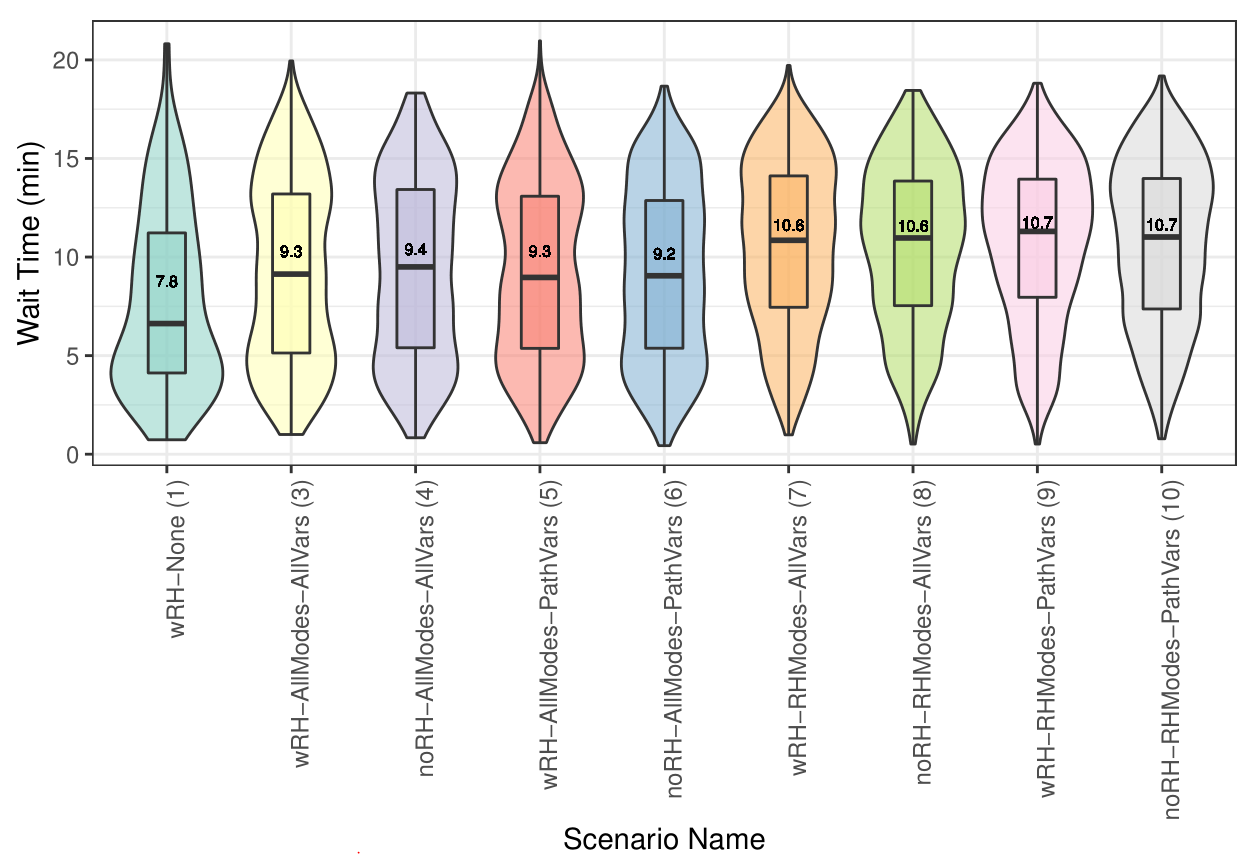 Wait Time (min)
20
15
10
5
0
7.8
9.3
9.4
9.3
9.2
10.6
10.6
10.7
10.7
wRH−None (1)
wRH−AllModes−AllVars (3)
noRH−AllModes−AllVars (4)
wRH−AllModes−PathVars (5)
noRH−AllModes−PathVars (6)
wRH−RHModes−AllVars (7)
noRH−RHModes−AllVars (8)
wRH−RHModes−PathVars (9)
noRH−RHModes−PathVars (10)
Scenario Name